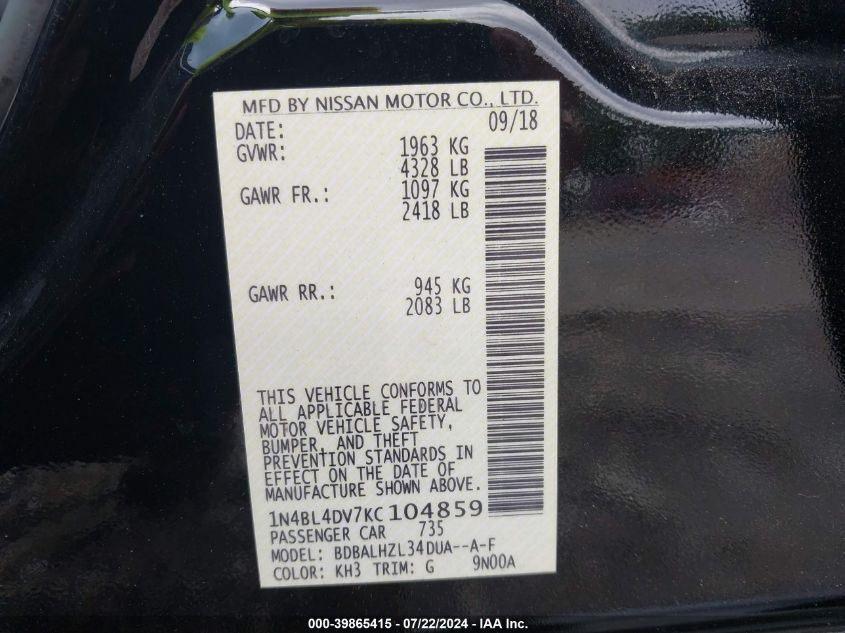 MFD BY NISSAN MOTOR CO., LTD.
DATE: 09/18
GVWR: 1963 KG
4328 LB
GAWR FR.: 1097 KG
2418 LB
GAWR RR.: 945 KG
2083 LB
THIS VEHICLE CONFORMS TO
ALL APPLICABLE FEDERAL
MOTOR VEHICLE SAFETY,
BUMPER, AND THEFT
PREVENTION STANDARDS IN
EFFECT ON THE DATE OF
MANUFACTURE SHOWN ABOVE.
1N4BL4DV7KC104859
PASSENGER CAR 735
MODEL: BDBALHZL34DUA--A-F
COLOR: KH3 TRIM: G 9N00A
000-39865415 - 07/22/2024 - IAA Inc.